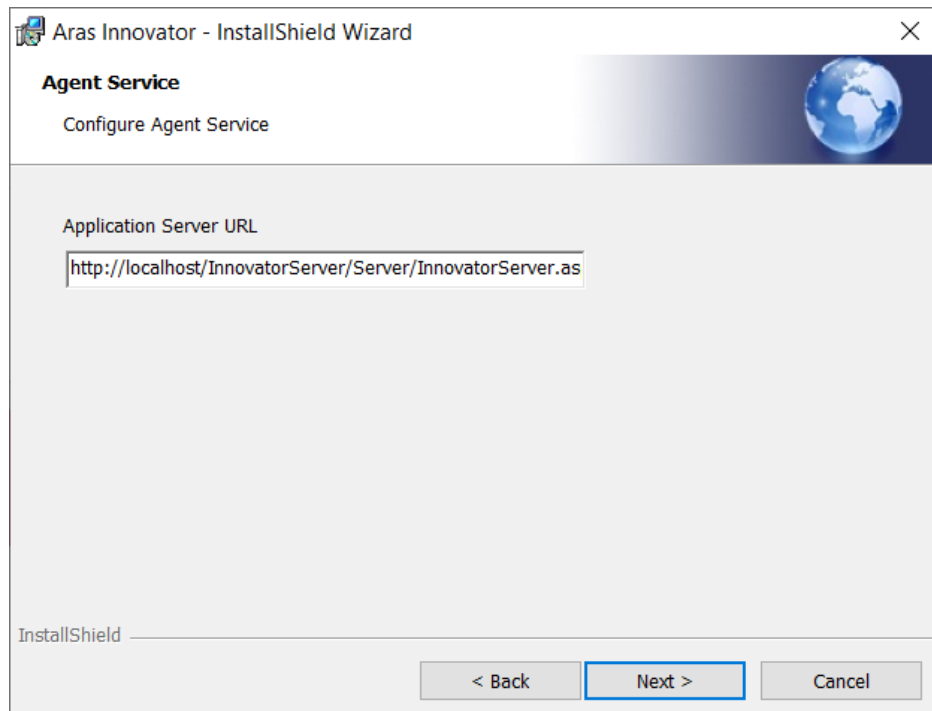 Aras Innovator - InstallShield Wizard
Agent Service
Configure Agent Service
Application Server URL
http://localhost/InnovatorServer/Server/InnovatorServer.as
InstallShield
< Back
Next >
Cancel